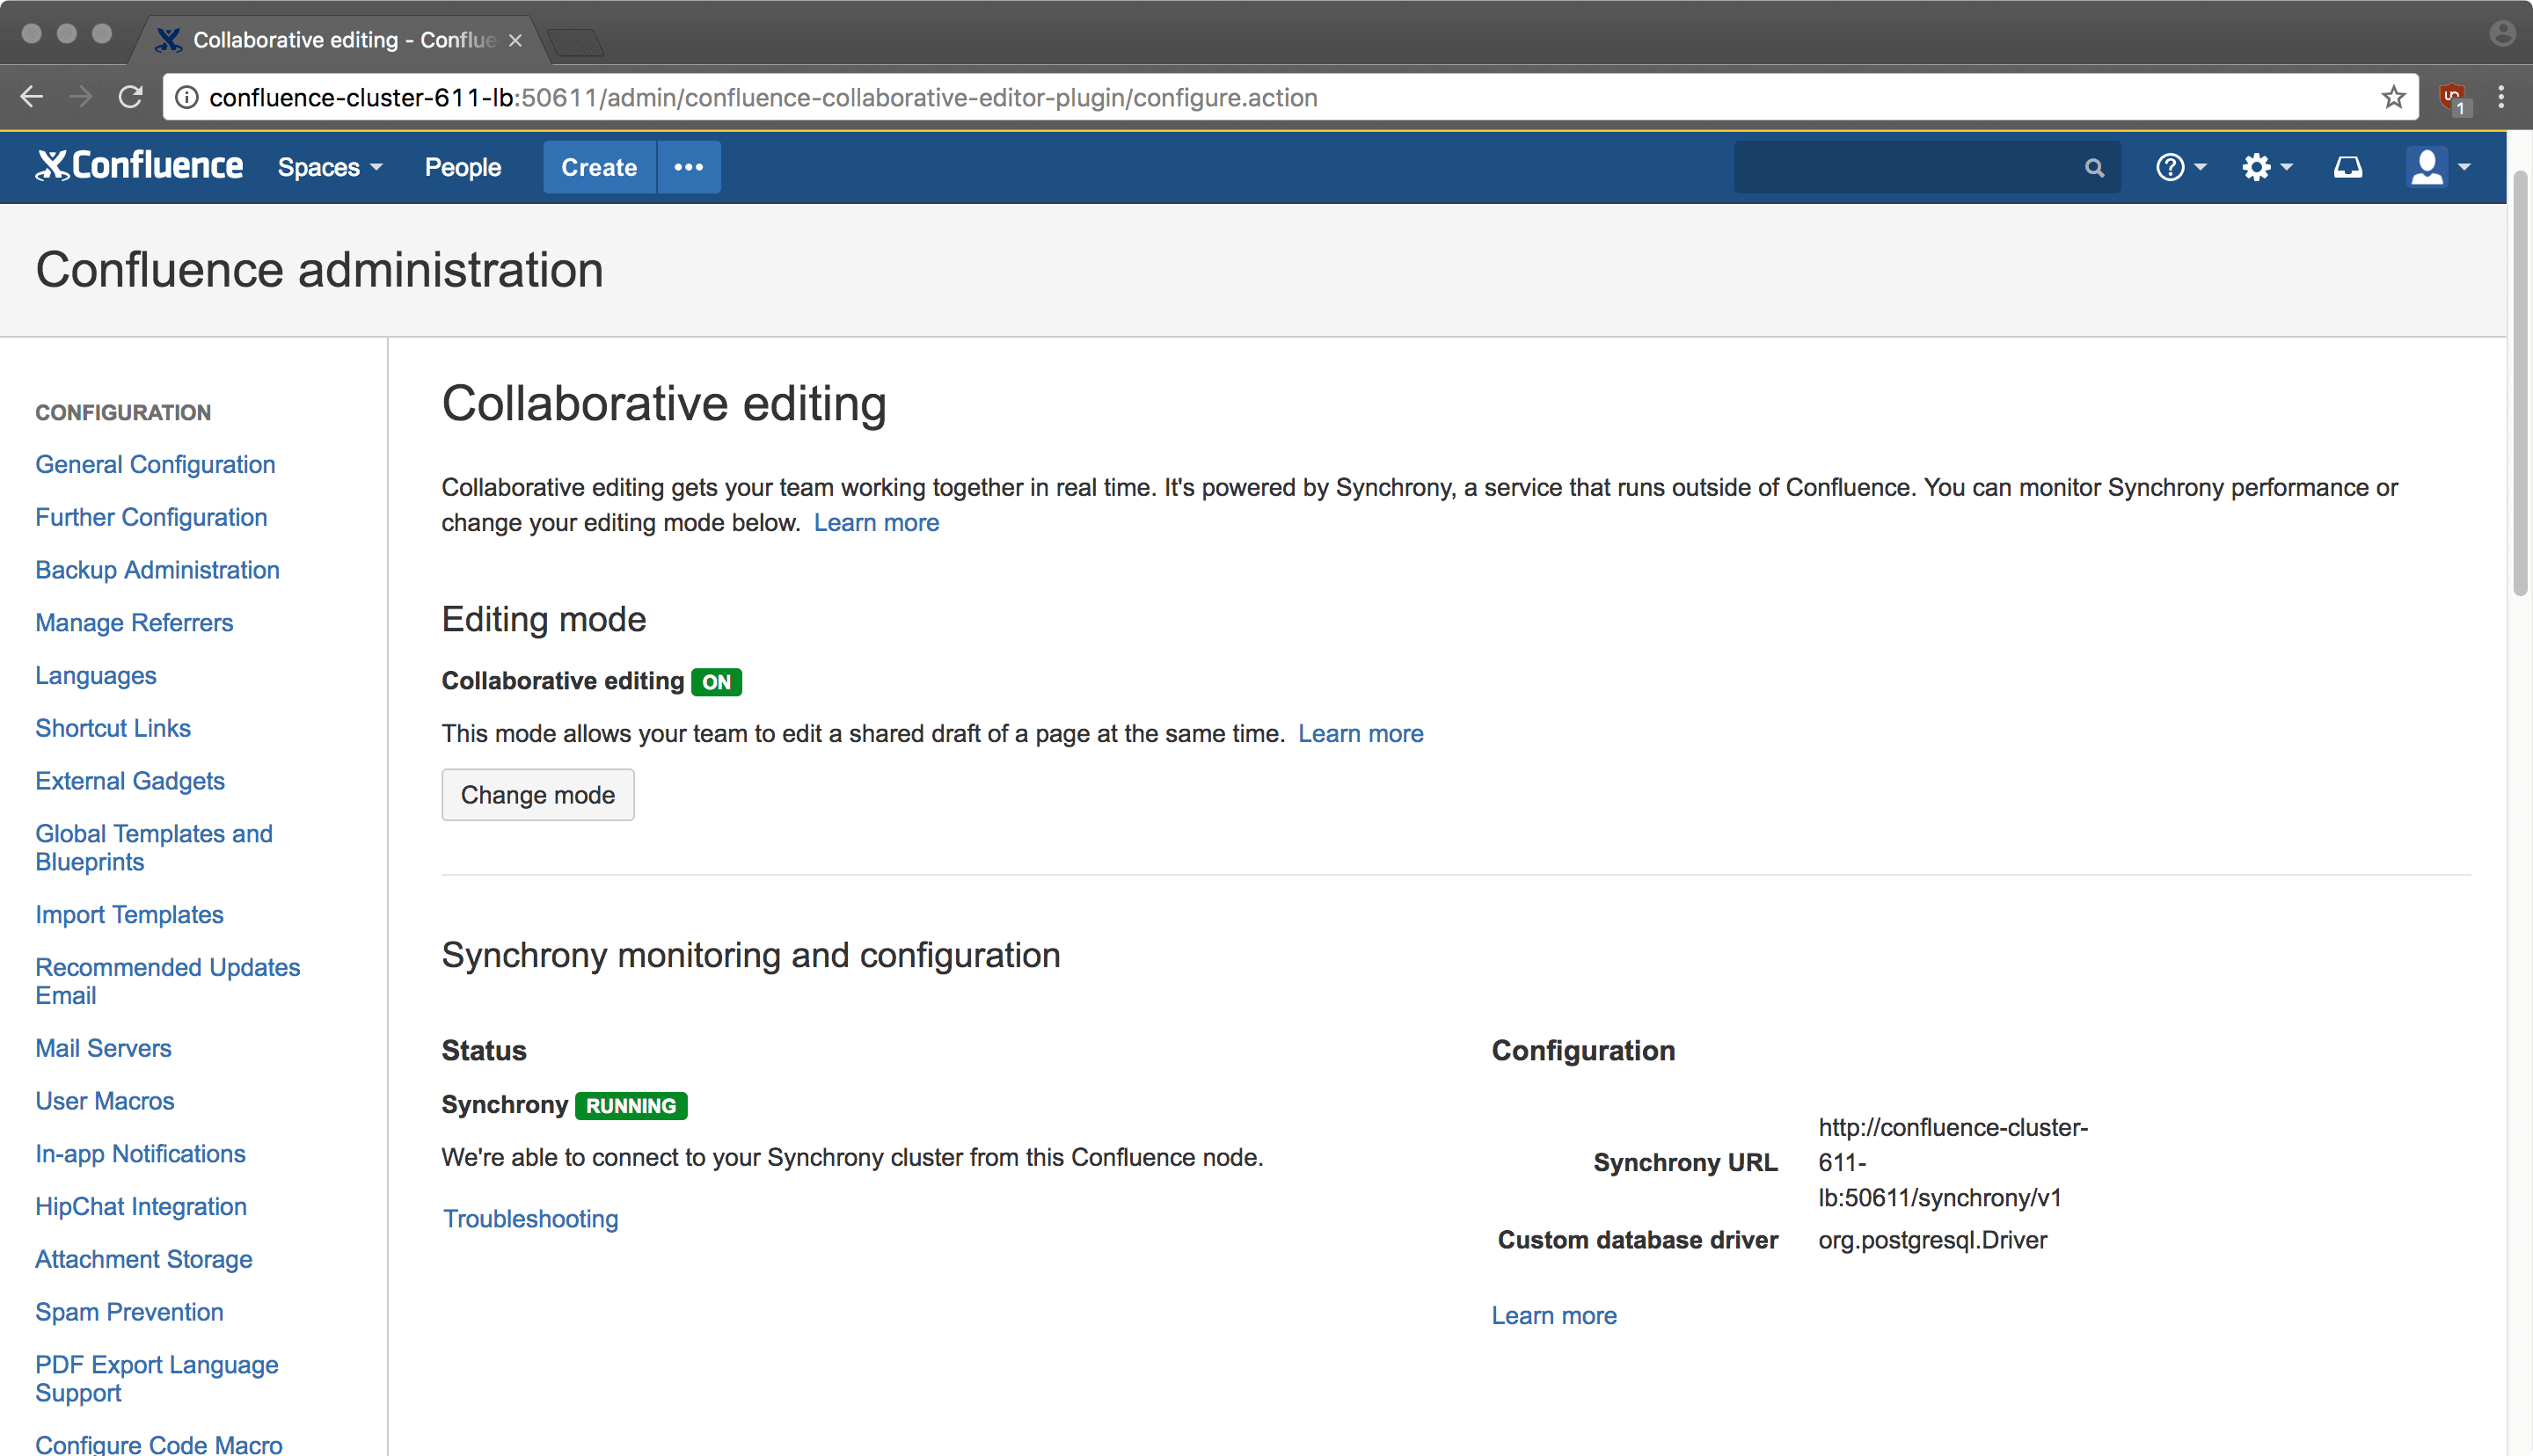 Collaborative editing - Conflue
confluence-cluster-611-lb:50611/admin/confluence-collaborative-editor-plugin/configure.action
1
Confluence
Spaces
People
Create
Confluence administration
CONFIGURATION
General Configuration
Further Configuration
Backup Administration
Manage Referrers
Languages
Shortcut Links
External Gadgets
Global Templates and
Blueprints
Import Templates
Recommended Updates
Email
Mail Servers
User Macros
In-app Notifications
HipChat Integration
Attachment Storage
Spam Prevention
PDF Export Language
Support
Configure Code Macro
Collaborative editing
Collaborative editing gets your team working together in real time. It's powered by Synchrony, a service that runs outside of Confluence. You can monitor Synchrony performance or
change your editing mode below. Learn more
Editing mode
Collaborative editing ON
This mode allows your team to edit a shared draft of a page at the same time. Learn more
Change mode
Synchrony monitoring and configuration
Status
Synchrony RUNNING
We're able to connect to your Synchrony cluster from this Confluence node.
Troubleshooting
Configuration
Synchrony URL
http://confluence-cluster-
611-
lb:50611/synchrony/v1
Custom database driver
org.postgresql.Driver
Learn more